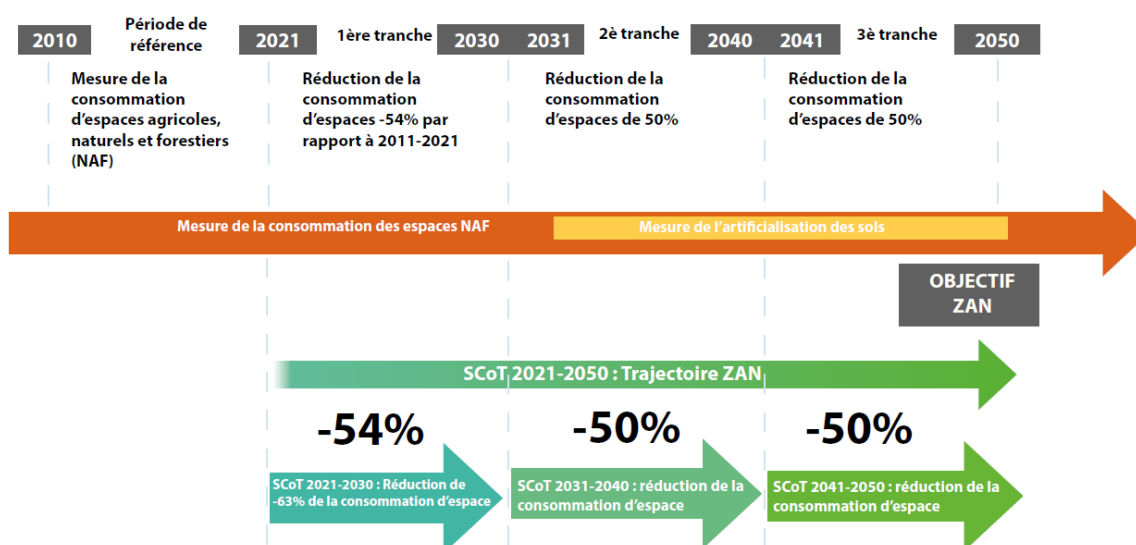 2010
Période de
référence
2021
1ère tranche
2030
2031
2è tranche
2040
2041
3è tranche
2050
Mesure de la
consommation
d'espaces agricoles,
naturels et forestiers
(NAF)
Réduction de la
consommation
d'espaces -54% par
rapport à 2011-2021
Réduction de la
consommation
d'espaces de 50%
Réduction de la
consommation
d'espaces de 50%
Mesure de la consommation des espaces NAF
Mesure de l'artificialisation des sols
OBJECTIF
ZAN
SCoT 2021-2050 : Trajectoire ZAN
-54%
-50%
-50%
SCoT 2021-2030 : Réduction de
-63% de la consommation d'espace
SCoT 2031-2040 : réduction de la
consommation d'espace
SCoT 2041-2050 : réduction de la
consommation d'espace